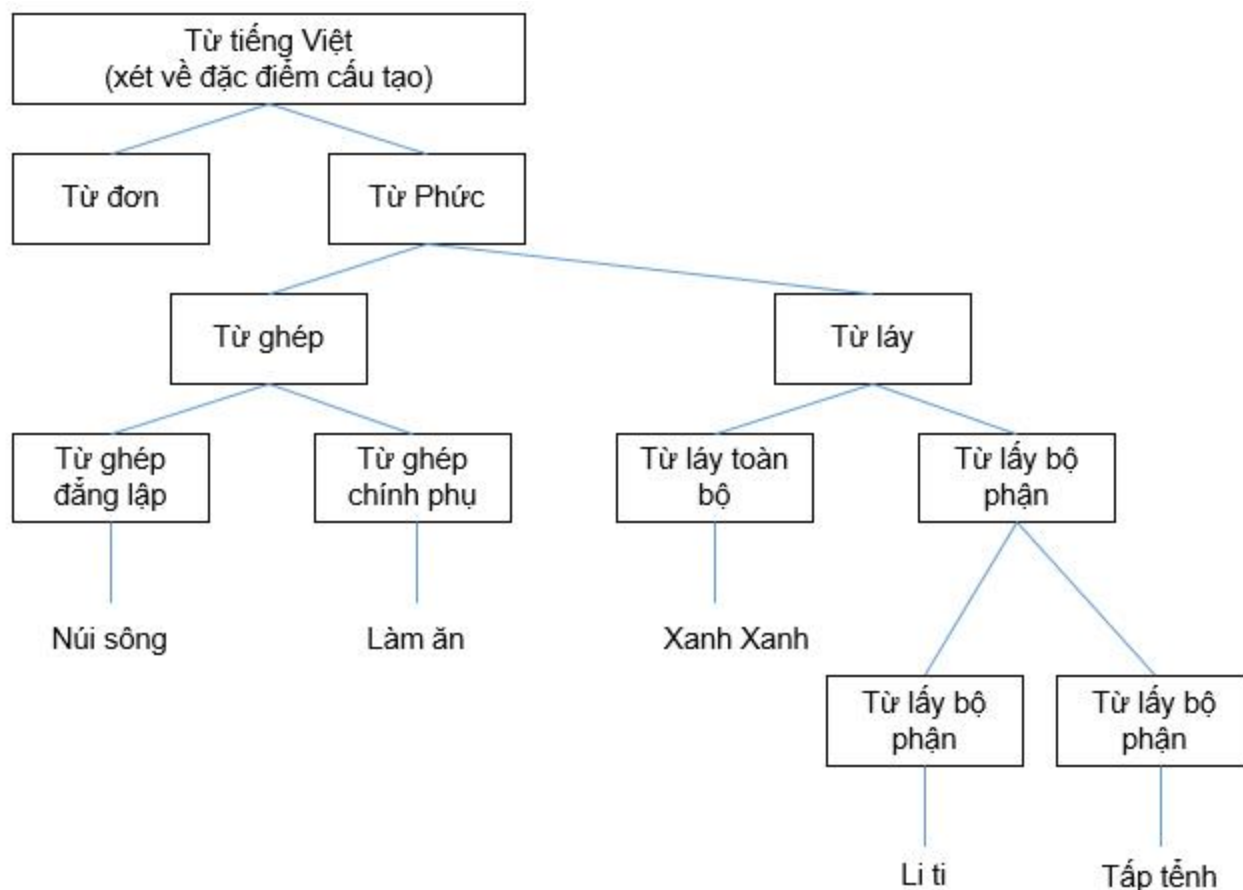 Từ tiếng Việt
(xét về đặc điểm cấu tạo)
Từ đơn
Từ Phức
Từ ghép
Từ láy
Từ ghép
đẳng lập
Từ ghép
chính phụ
Từ láy toàn
bộ
Từ lấy bộ
phận
Núi sông
Làm ăn
Xanh Xanh
Từ lấy bộ
phận
Từ lấy bộ
phận
Li ti
Tấp tểnh